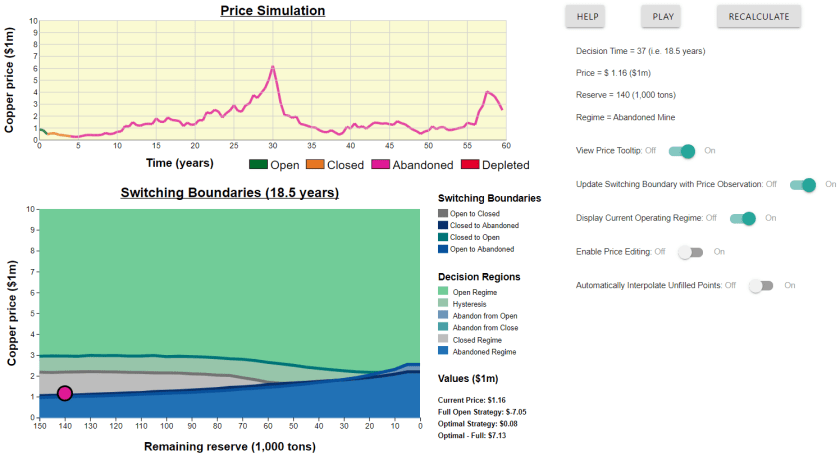 Price Simulation
Copper price ($1m)
10
9
8
7
6
5
4
3
2
1
0
0 5 10 15 20 25 30 35 40 45 50 55 60
Time (years)
Open Closed Abandoned Depleted
Switching Boundaries (18.5 years)
Copper price ($1m)
10
9
8
7
6
5
4
3
2
1
0
150 140 130 120 110 100 90 80 70 60 50 40 30 20 10 0
Remaining reserve (1,000 tons)
Switching Boundaries
Open to Closed
Closed to Abandoned
Closed to Open
Open to Abandoned
Decision Regions
Open Regime
Hysteresis
Abandon from Open
Abandon from Close
Closed Regime
Abandoned Regime
Values ($1m)
Current Price: $1.16
Full Open Strategy: $-7.05
Optimal Strategy: $0.08
Optimal - Full: $7.13
HELP PLAY RECALCULATE
Decision Time = 37 (i.e. 18.5 years)
Price = $ 1.16 ($1m)
Reserve = 140 (1,000 tons)
Regime = Abandoned Mine
View Price Tooltip: Off On
Update Switching Boundary with Price Observation: Off On
Display Current Operating Regime: Off On
Enable Price Editing: Off On
Automatically Interpolate Unfilled Points: Off On